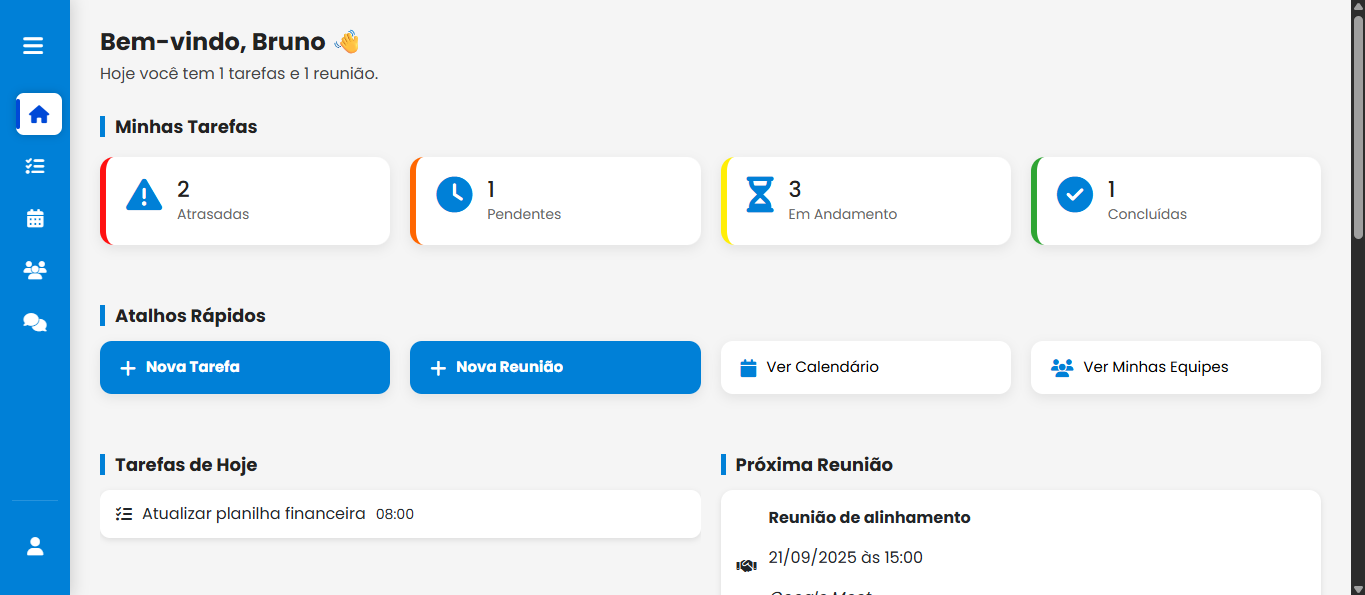 Bem-vindo, Bruno 👋
Hoje você tem 1 tarefas e 1 reunião.
Minhas Tarefas
2
Atrasadas
1
Pendentes
3
Em Andamento
1
Concluídas
Atalhos Rápidos
Nova Tarefa
Nova Reunião
Ver Calendário
Ver Minhas Equipes
Tarefas de Hoje
Atualizar planilha financeira 08:00
Próxima Reunião
Reunião de alinhamento
21/09/2025 às 15:00
Google Meet